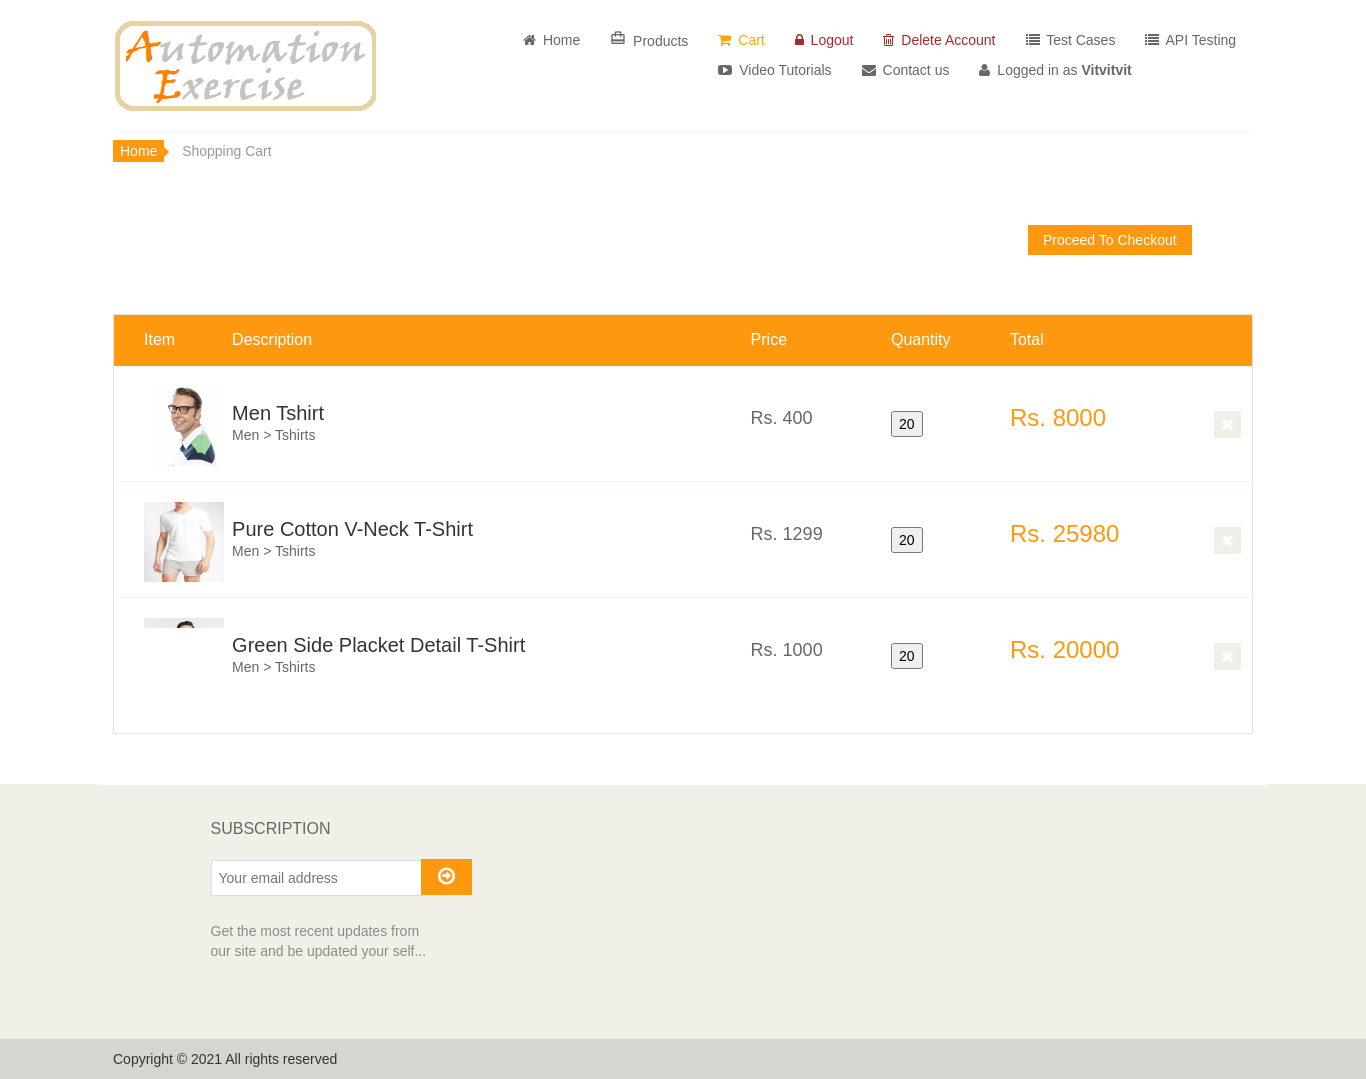 Automation
Exercise
Home
Products
Cart
Logout
Delete Account
Test Cases
API Testing
Video Tutorials
Contact us
Logged in as Vitvitvit
Home
Shopping Cart
Proceed To Checkout
Item Description Price Quantity Total
Men Tshirt
Men > Tshirts
Rs. 400
20
Rs. 8000
Pure Cotton V-Neck T-Shirt
Men > Tshirts
Rs. 1299
20
Rs. 25980
Green Side Placket Detail T-Shirt
Men > Tshirts
Rs. 1000
20
Rs. 20000
SUBSCRIPTION
Your email address
Get the most recent updates from
our site and be updated your self...
Copyright © 2021 All rights reserved